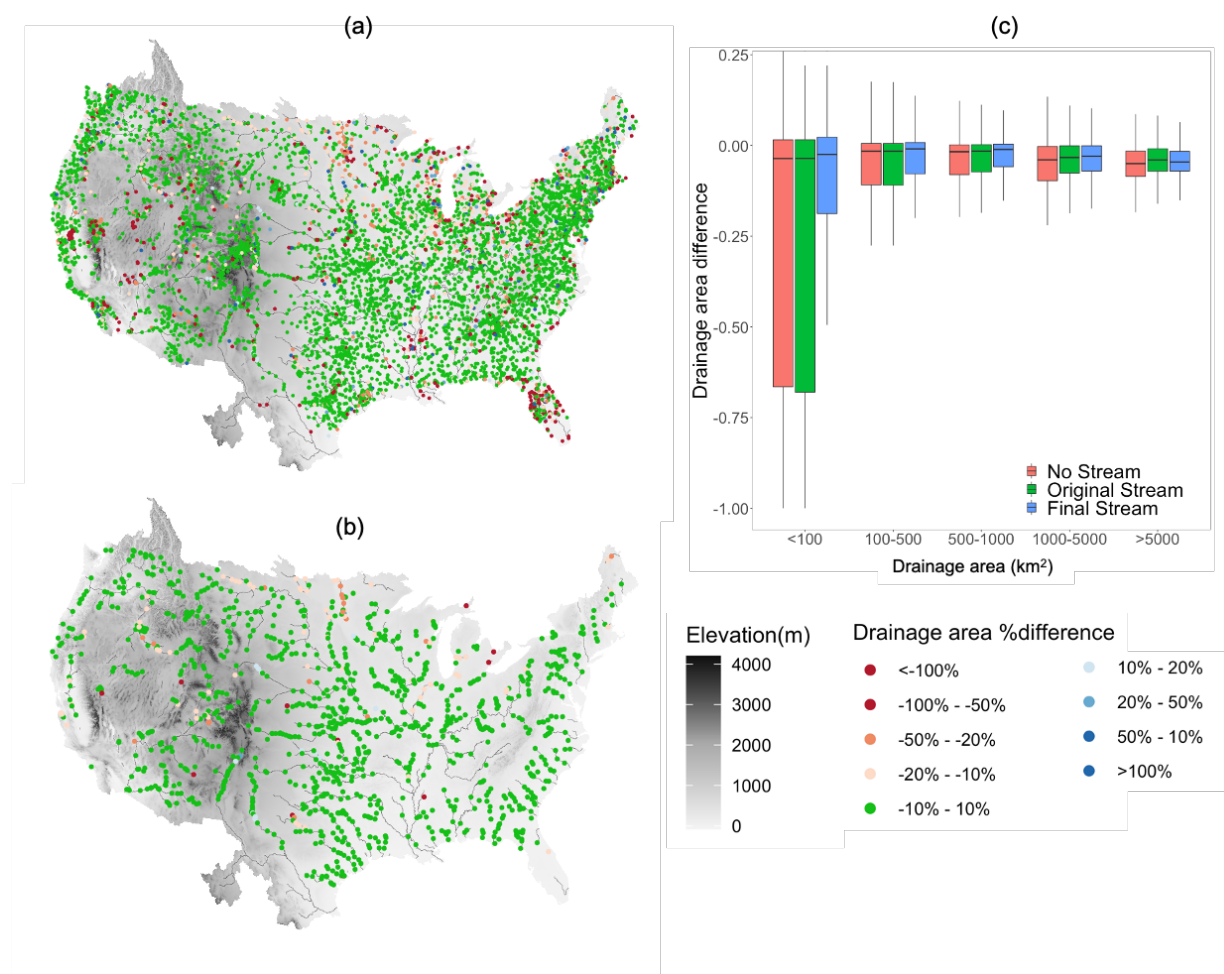 (a)
(b)
(c)
0.25
0.00
-0.25
-0.50
-0.75
-1.00
Drainage area difference
No Stream
Original Stream
Final Stream
<100
100-500
500-1000
1000-5000
>5000
Drainage area (km²)
Elevation(m)
4000
3000
2000
1000
0
Drainage area %difference
<-100%
-100% - -50%
-50% - -20%
-20% - -10%
-10% - 10%
10% - 20%
20% - 50%
50% - 10%
>100%